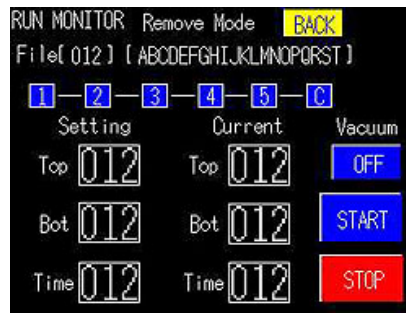 RUN MONITOR Remove Mode BACK
File[012] [ABCDEFGHIJKLMNOPQRST]
1 2 3 4 5 C
Setting Current Vacuum
Top 012 Top 012 OFF
Bot 012 Bot 012 START
Time 012 Time 012 STOP